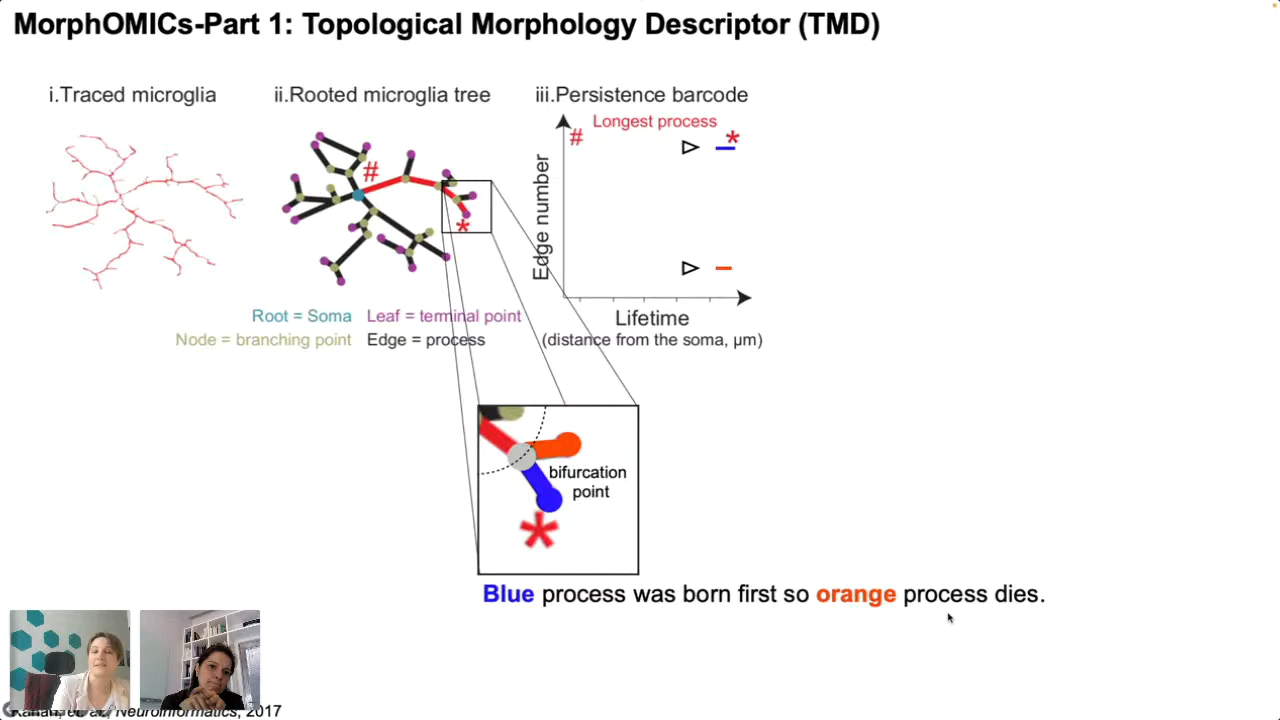 MorphOMICs-Part 1: Topological Morphology Descriptor (TMD)
i.Traced microglia
ii.Rooted microglia tree
iii.Persistence barcode
#
*
Root = Soma
Leaf = terminal point
Node = branching point
Edge = process
#
Longest process
*
Edge number
Lifetime
(distance from the soma, µm)
bifurcation
point
*
Blue process was born first so orange process dies.
Neuroinformatics, 2017